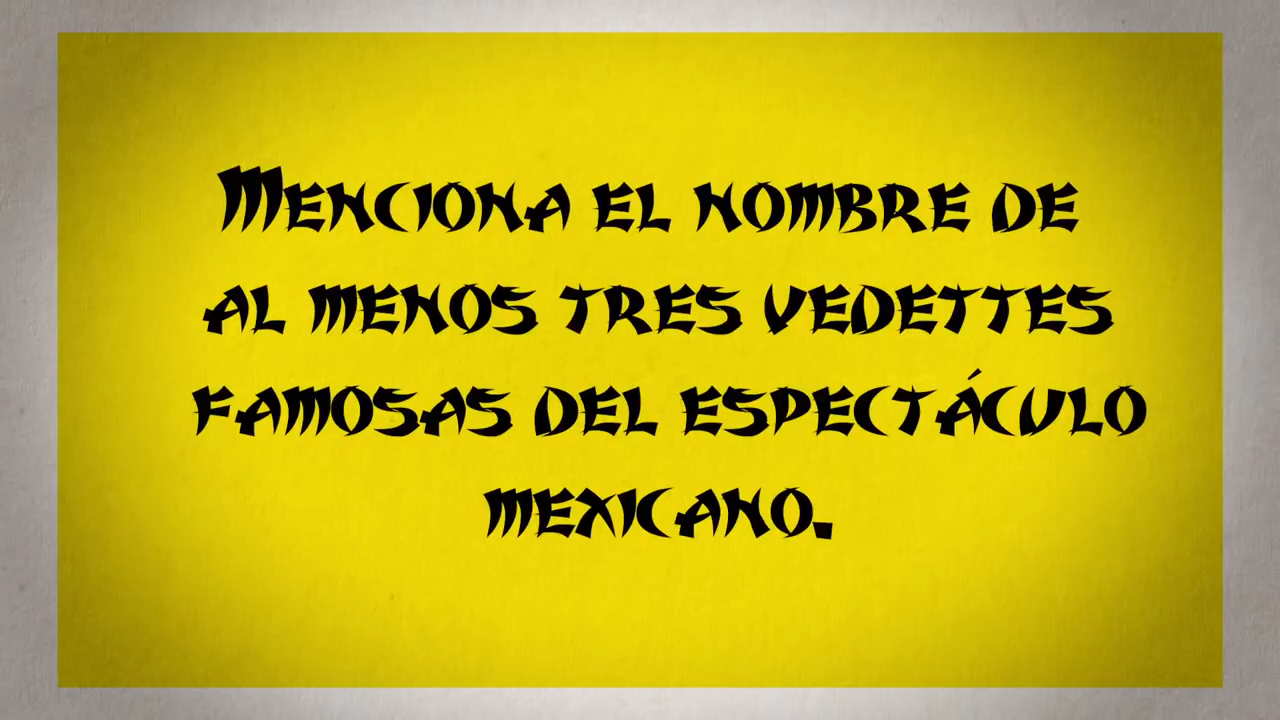 Menciona el nombre de
al menos tres vedettes
famosas del espectáculo
mexicano.